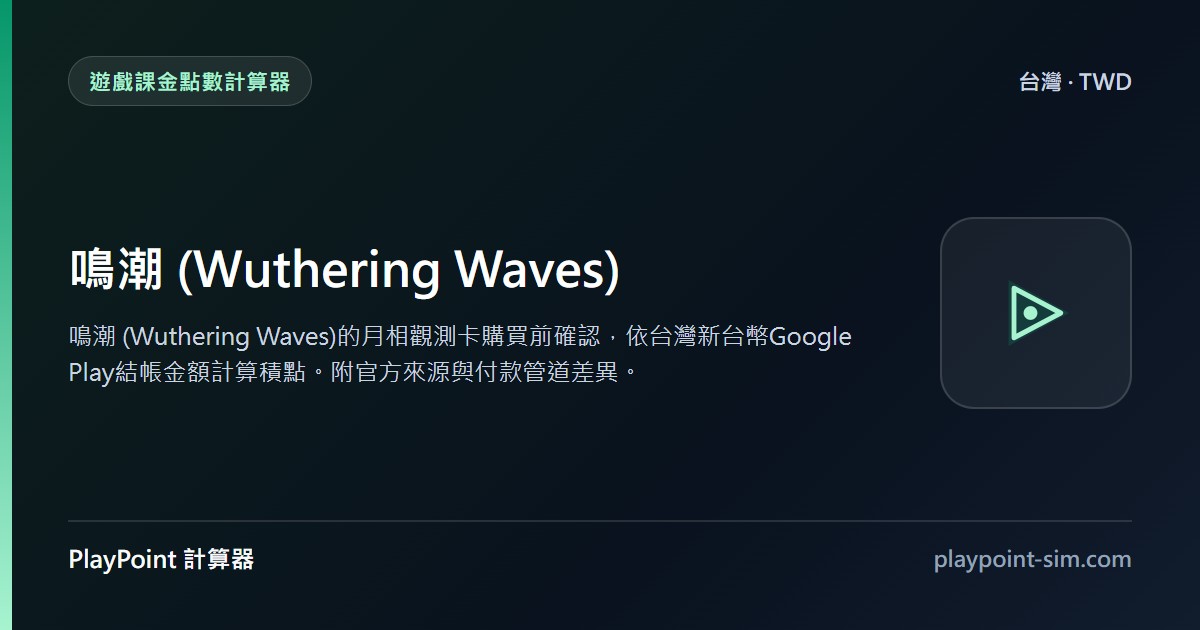 遊戲課金點數計算器
台灣 · TWD
鳴潮 (Wuthering Waves)
鳴潮 (Wuthering Waves)的月相觀測卡購買前確認，依台灣新台幣Google
Play結帳金額計算積點。附官方來源與付款管道差異。
PlayPoint 計算器
playpoint-sim.com